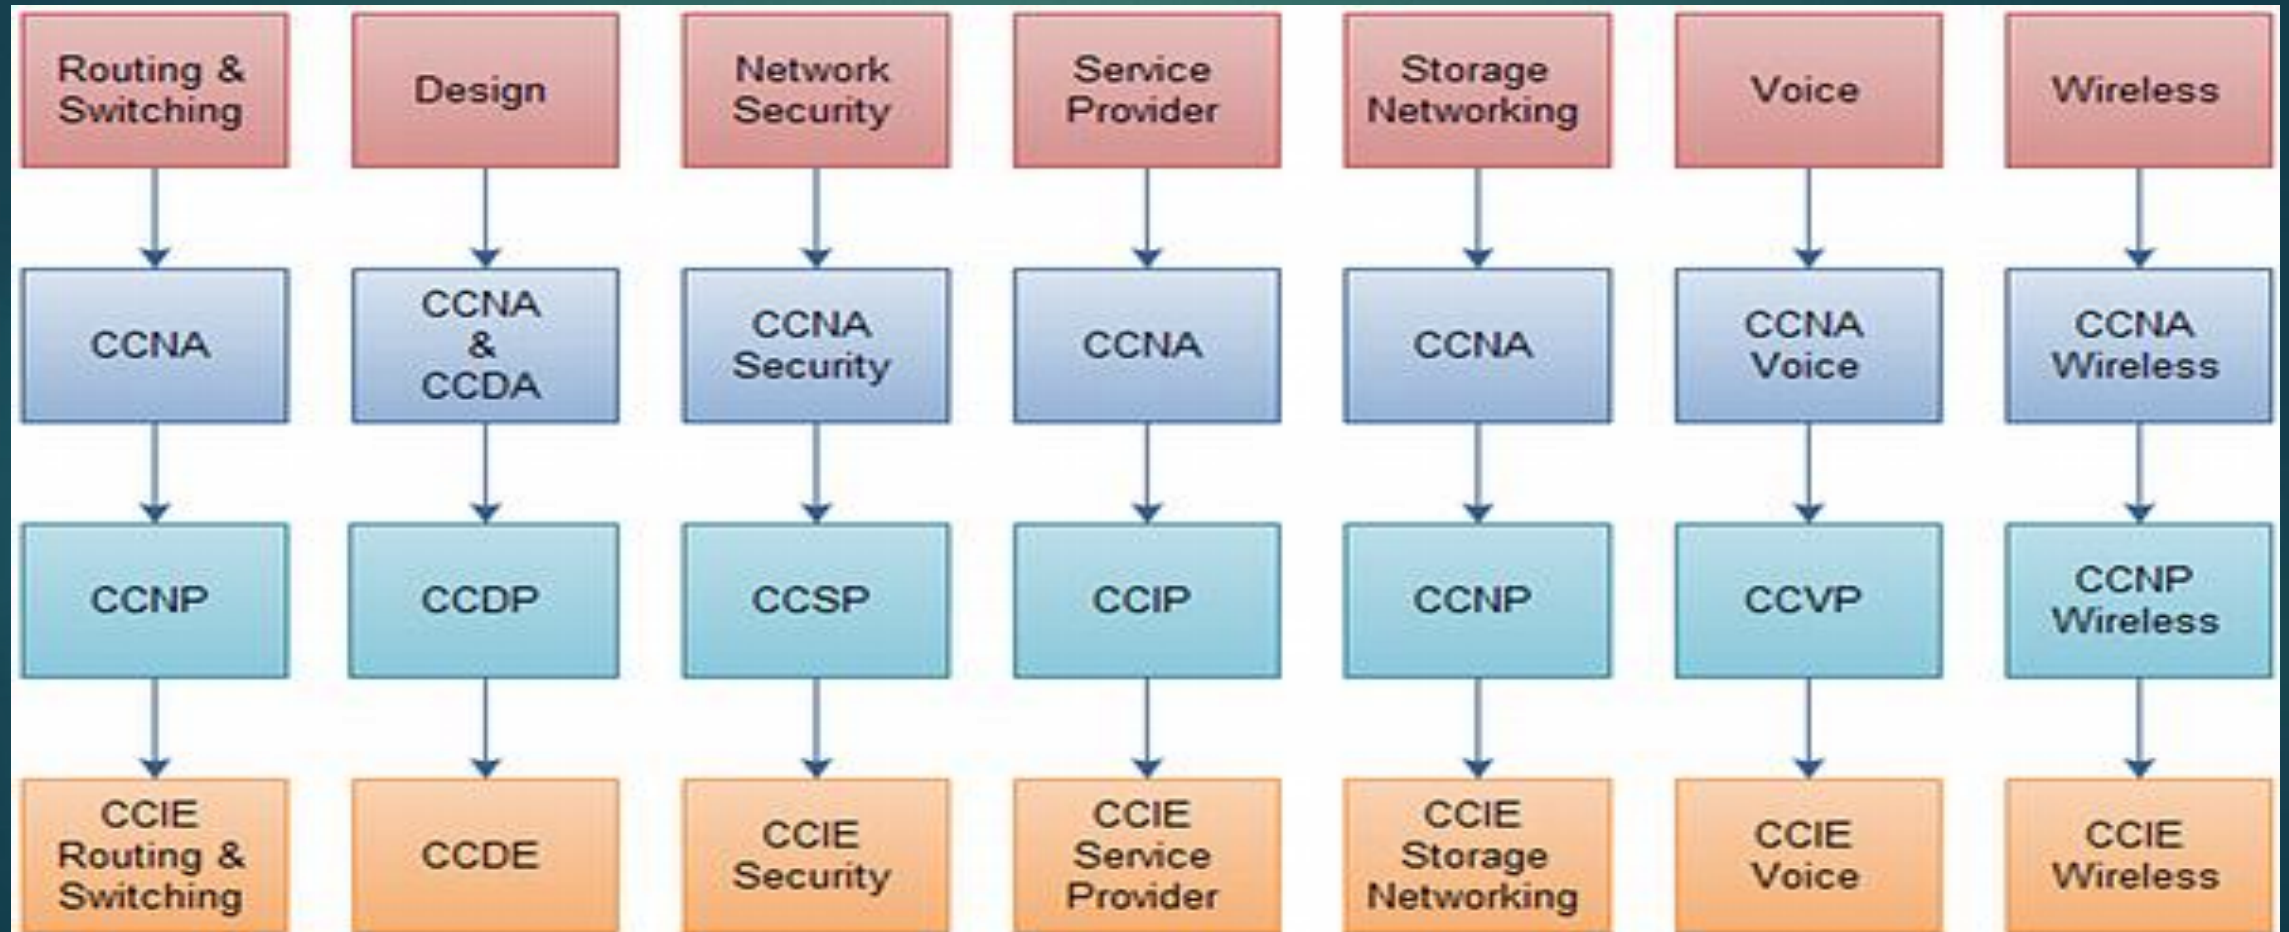 Routing &
Switching
Design
Network
Security
Service
Provider
Storage
Networking
Voice
Wireless
CCNA
CCNA
&
CCDA
CCNA
Security
CCNA
CCNA
CCNA
Voice
CCNA
Wireless
CCNP
CCDP
CCSP
CCIP
CCNP
CCVP
CCNP
Wireless
CCIE
Routing &
Switching
CCDE
CCIE
Security
CCIE
Service
Provider
CCIE
Storage
Networking
CCIE
Voice
CCIE
Wireless